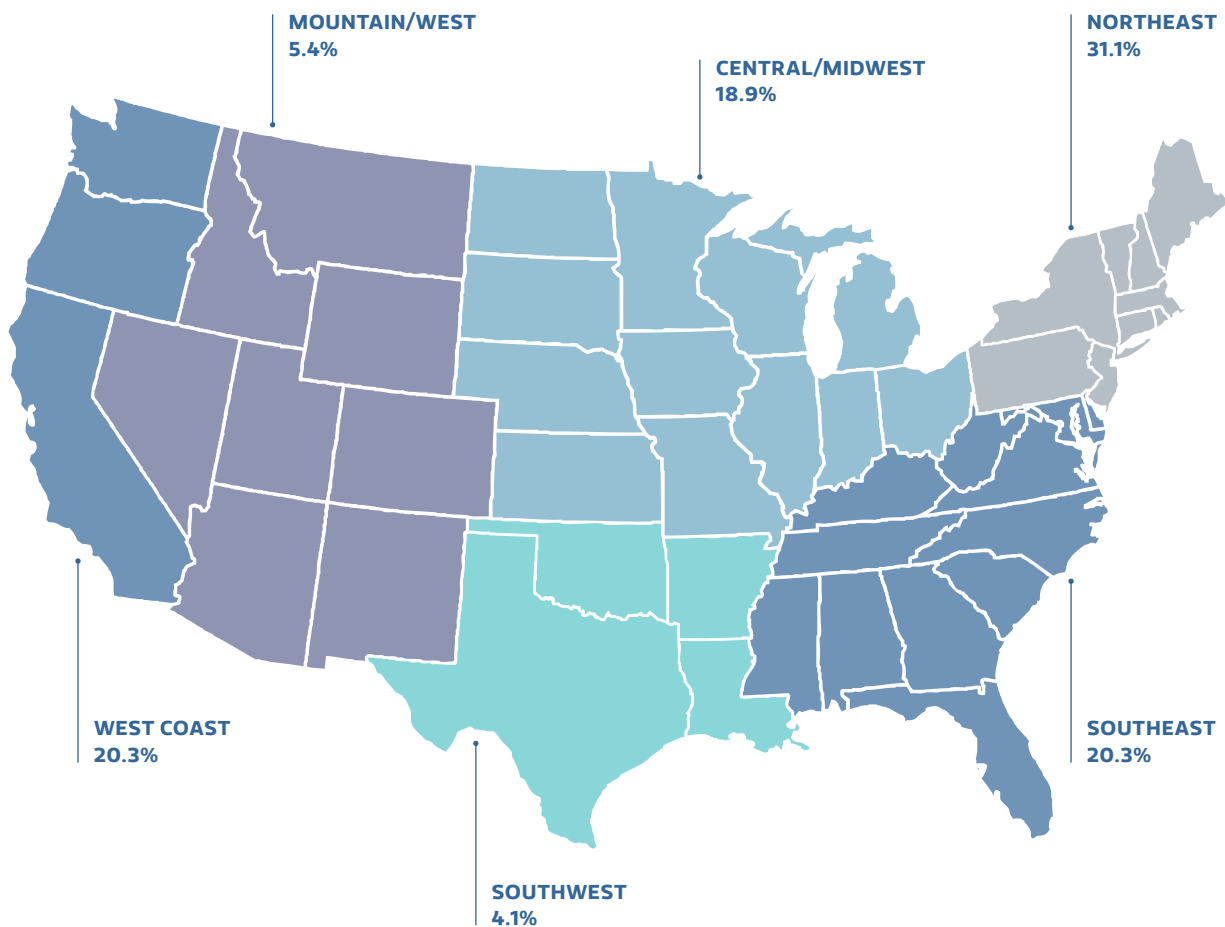 MOUNTAIN/WEST
5.4%
NORTHEAST
31.1%
CENTRAL/MIDWEST
18.9%
WEST COAST
20.3%
SOUTHEAST
20.3%
SOUTHWEST
4.1%